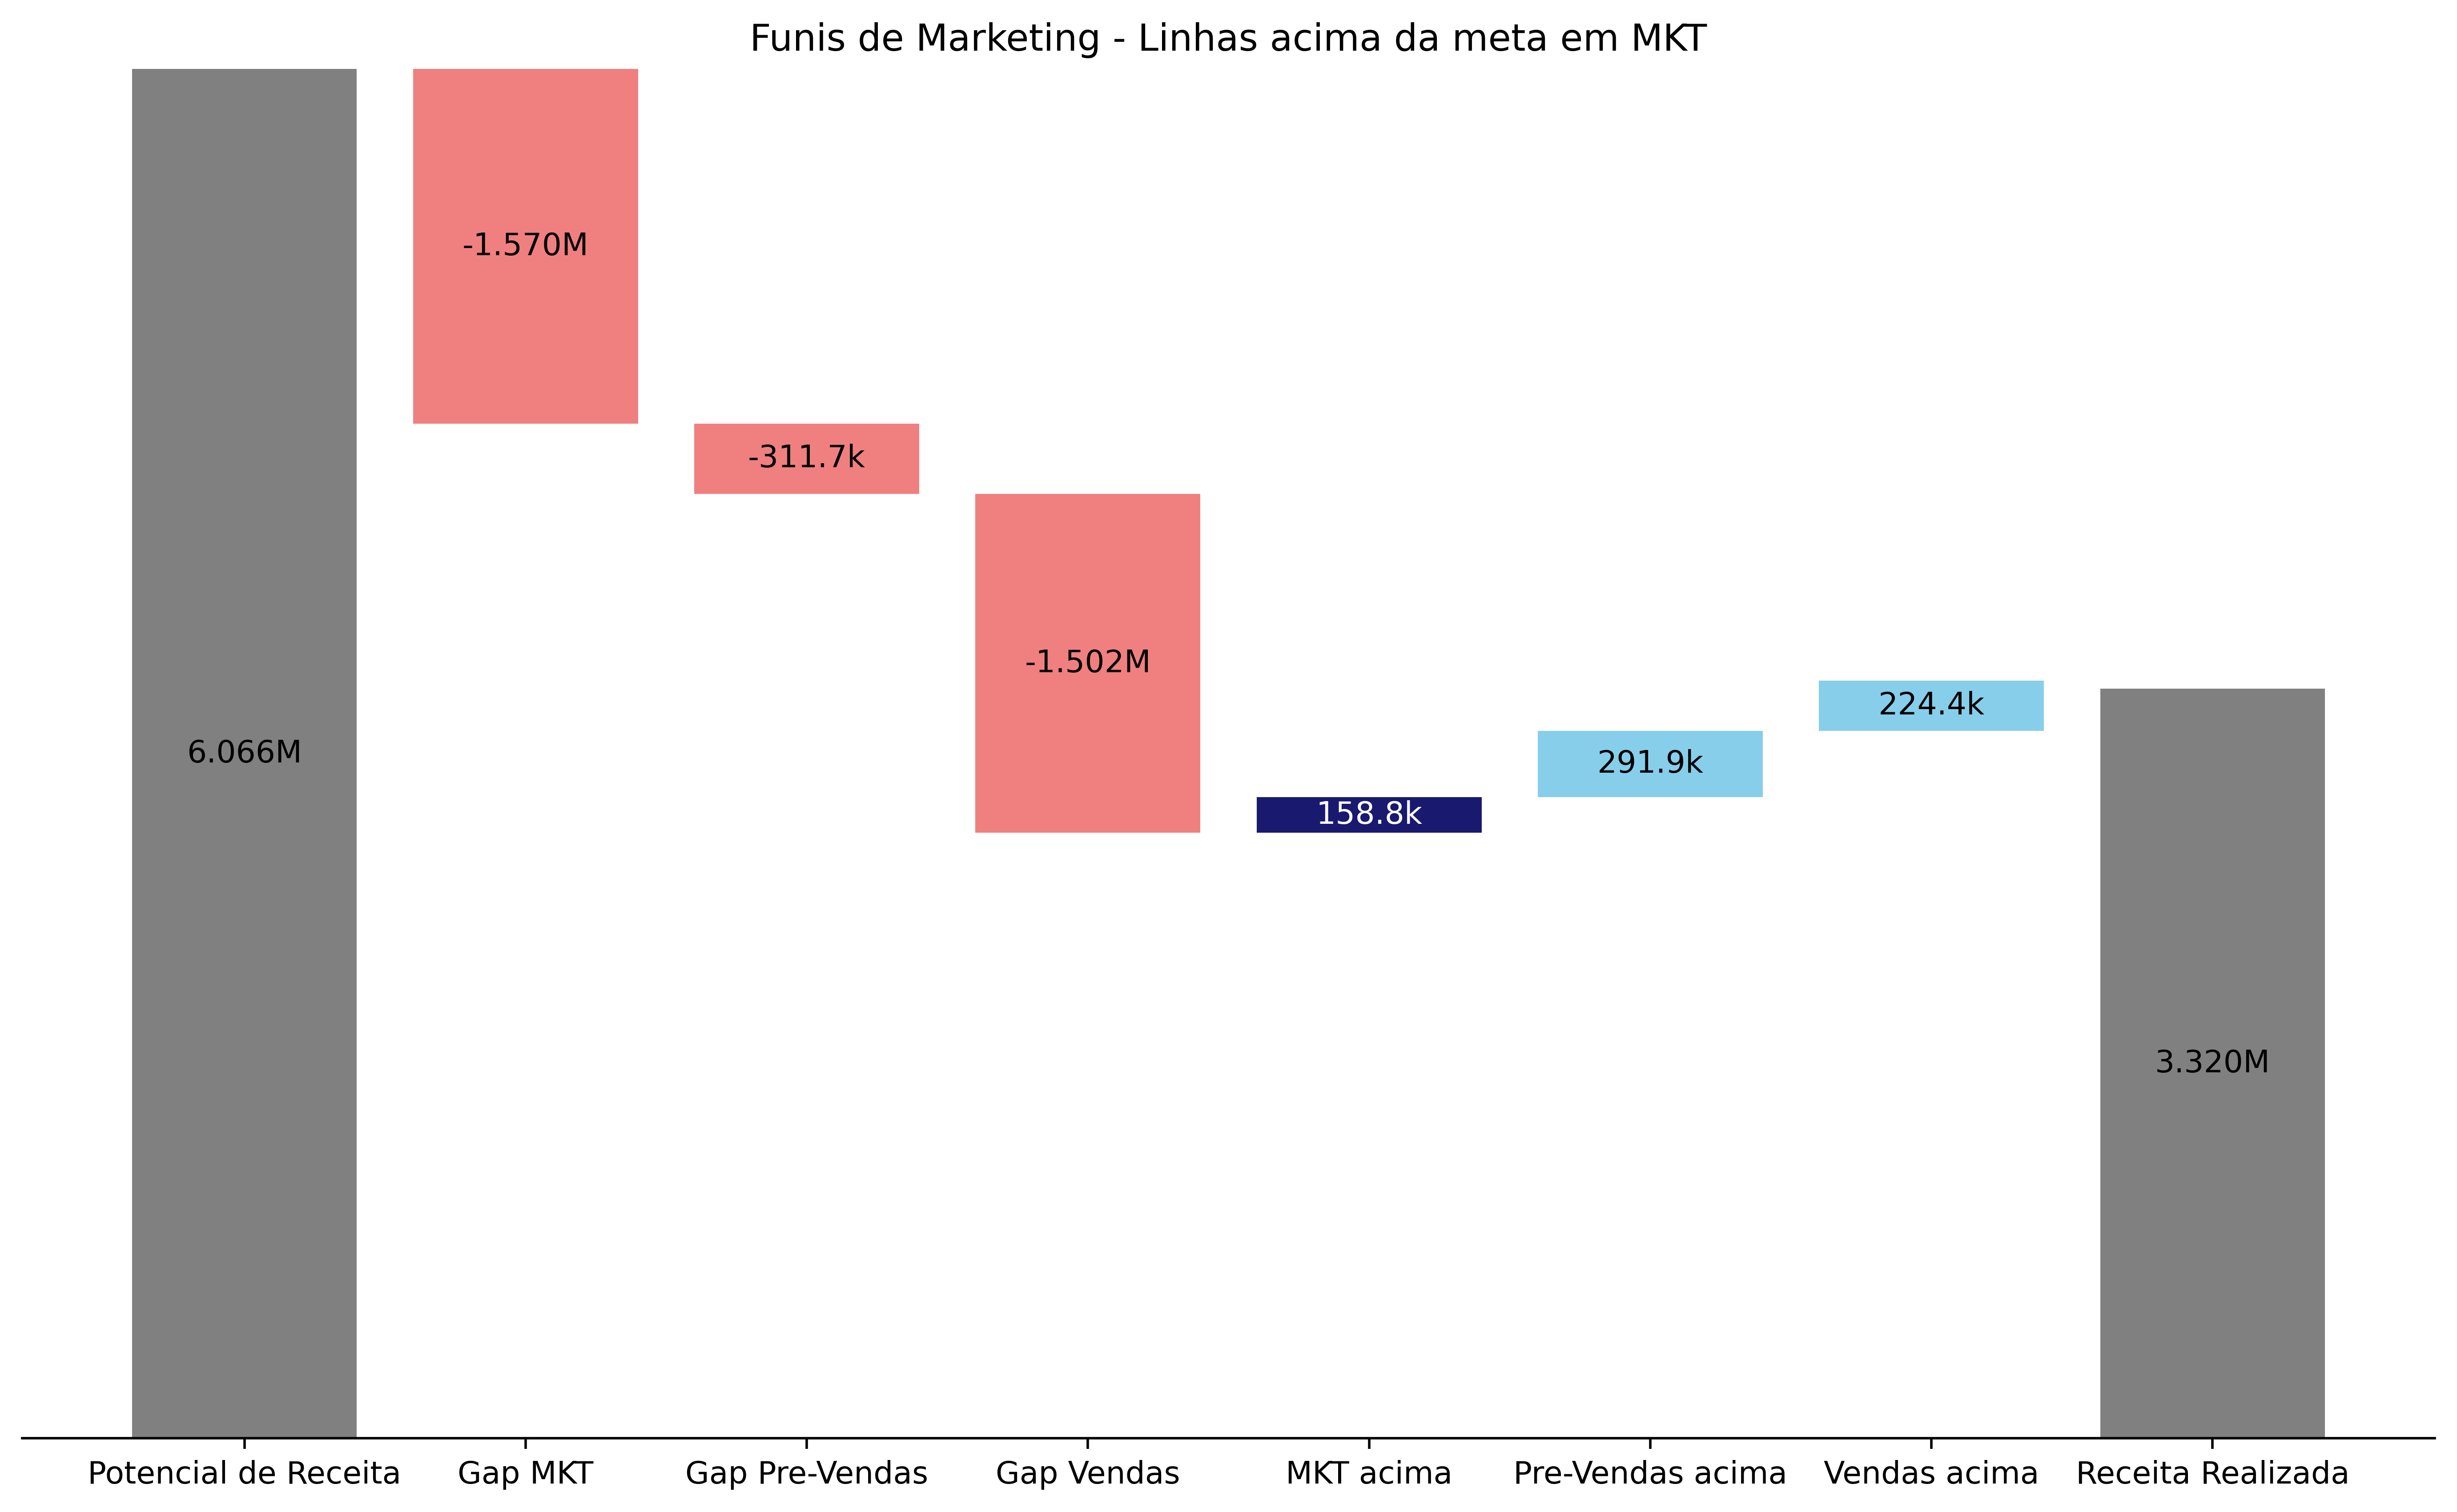 Funis de Marketing - Linhas acima da meta em MKT
-1.570M
-311.7k
-1.502M
224.4k
6.066M
291.9k
158.8k
3.320M
Potencial de Receita
Gap MKT
Gap Pre-Vendas
Gap Vendas
MKT acima
Pre-Vendas acima
Vendas acima
Receita Realizada